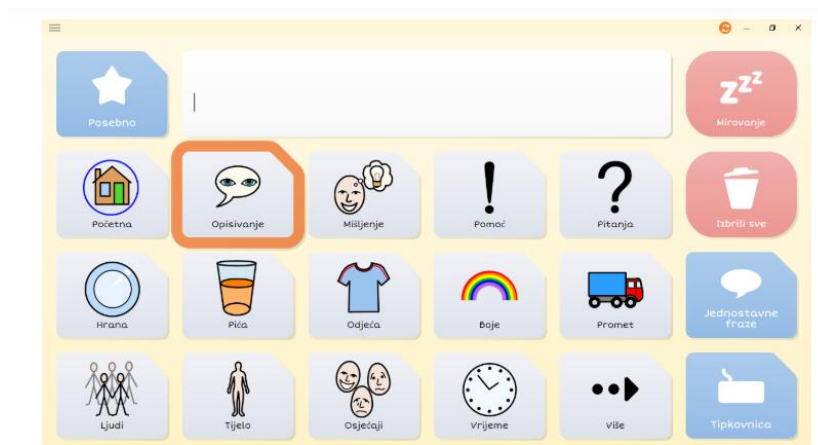 Posebno
zzz
Mirovanje
Početna
Opisivanje
Mišljenje
Pomoć
Pitanja
Izbriši sve
Hrana
Pića
Odjeća
Boje
Promet
Jednostavne
fraze
Ljudi
Tijelo
Osjećaji
Vrijeme
Više
Tipkovnica